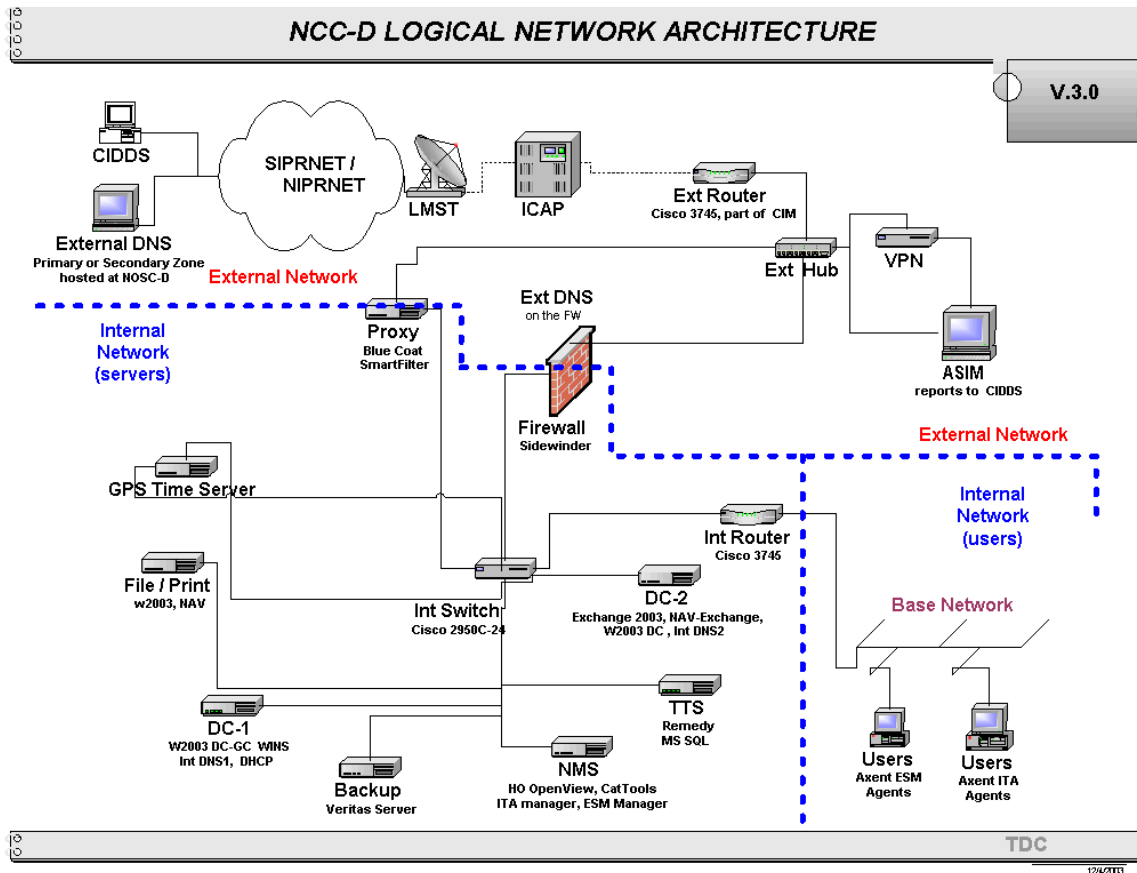 NCC-D LOGICAL NETWORK ARCHITECTURE
V.3.0
CIDDS
SIPRNET /
NIPRNET
LMST
ICAP
Ext Router
Cisco 3745, part of CIM
External DNS
Primary or Secondary Zone
hosted at NOSC-D
External Network
Ext Hub
VPN
Internal
Network
(servers)
Proxy
Blue Coat
SmartFilter
Ext DNS
on the FW
ASIM
reports to CIDDS
Firewall
Sidewinder
External Network
GPS Time Server
Internal
Network
(users)
Int Router
Cisco 3745
File / Print
w2003, NAV
Int Switch
Cisco 2950C-24
DC-2
Exchange 2003, NAV-Exchange,
W2003 DC , Int DNS2
Base Network
TTS
Remedy
MS SQL
DC-1
W2003 DC-GC WINS
Int DNS1, DHCP
Users
Axent ESM
Agents
Users
Axent ITA
Agents
NMS
HO OpenView, CatTools
ITA manager, ESM Manager
Backup
Veritas Server
TDC
12/4/2003